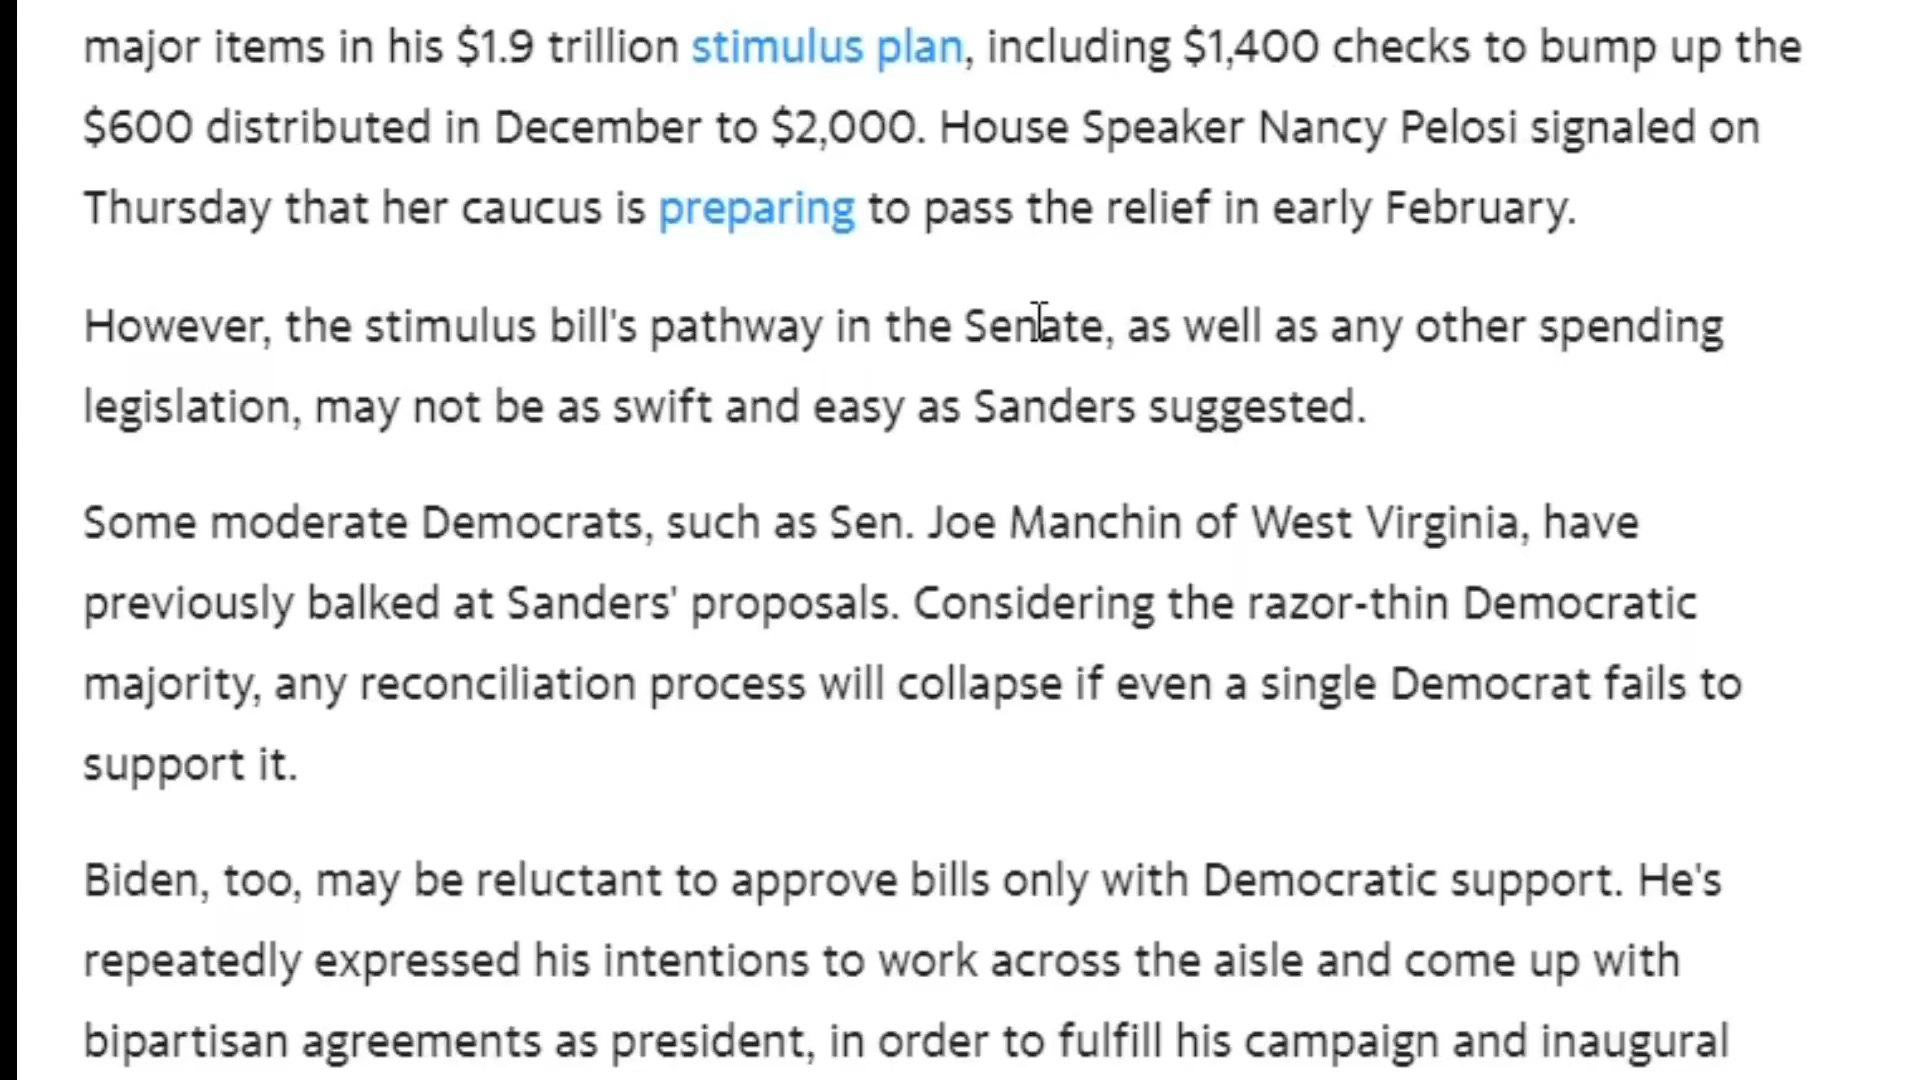 major items in his $1.9 trillion stimulus plan, including $1,400 checks to bump up the
$600 distributed in December to $2,000. House Speaker Nancy Pelosi signaled on
Thursday that her caucus is preparing to pass the relief in early February.
However, the stimulus bill's pathway in the Senate, as well as any other spending
legislation, may not be as swift and easy as Sanders suggested.
Some moderate Democrats, such as Sen. Joe Manchin of West Virginia, have
previously balked at Sanders' proposals. Considering the razor-thin Democratic
majority, any reconciliation process will collapse if even a single Democrat fails to
support it.
Biden, too, may be reluctant to approve bills only with Democratic support. He's
repeatedly expressed his intentions to work across the aisle and come up with
bipartisan agreements as president, in order to fulfill his campaign and inaugural